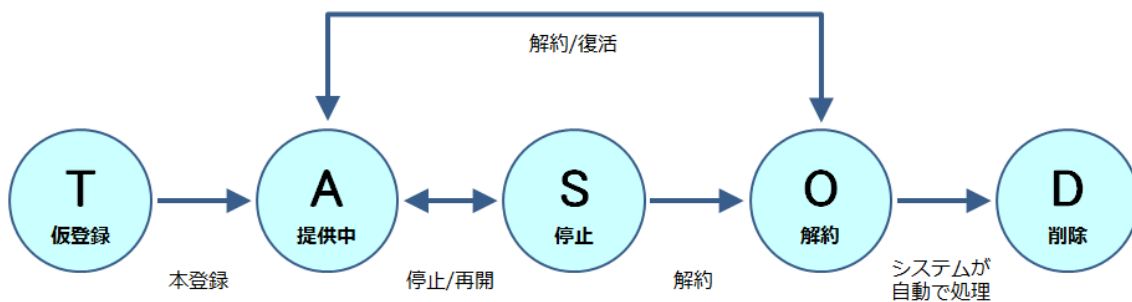 解約/復活
T
仮登録
A
提供中
S
停止
O
解約
D
削除
本登録
停止/再開
解約
システムが
自動で処理